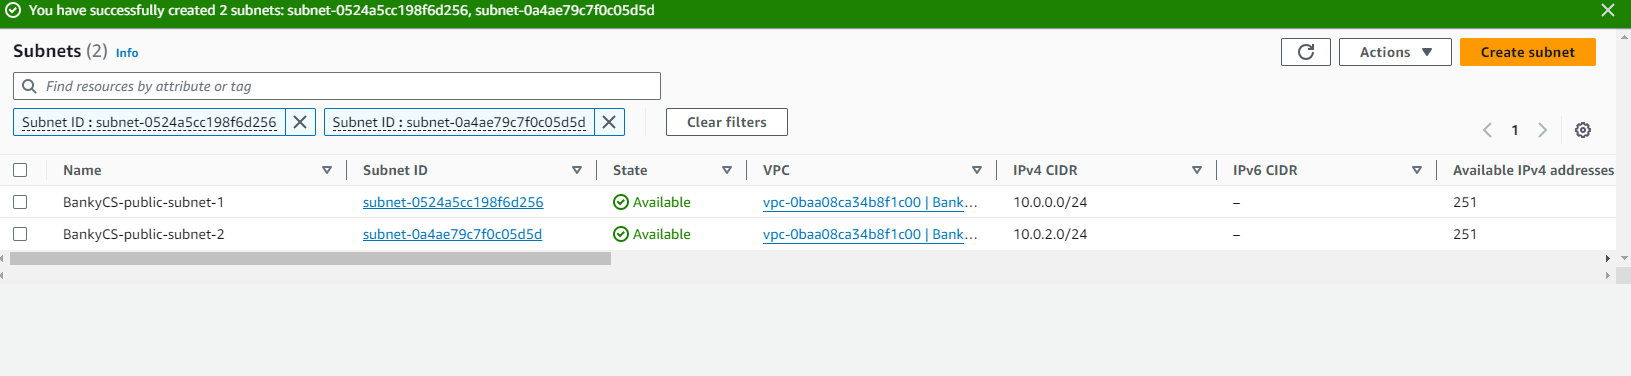 You have successfully created 2 subnets: subnet-0524a5cc198f6d256, subnet-0a4ae79c7f0c05d5d
Subnets (2) Info
Actions
Create subnet
Find resources by attribute or tag
Subnet ID : subnet-0524a5cc198f6d256
Subnet ID : subnet-0a4ae79c7f0c05d5d
Clear filters
1
Name Subnet ID State VPC IPv4 CIDR IPv6 CIDR Available IPv4 addresses
BankyCS-public-subnet-1 subnet-0524a5cc198f6d256 Available vpc-0baa08ca34b8f1c00 | Bank… 10.0.0.0/24 – 251
BankyCS-public-subnet-2 subnet-0a4ae79c7f0c05d5d Available vpc-0baa08ca34b8f1c00 | Bank… 10.0.2.0/24 – 251